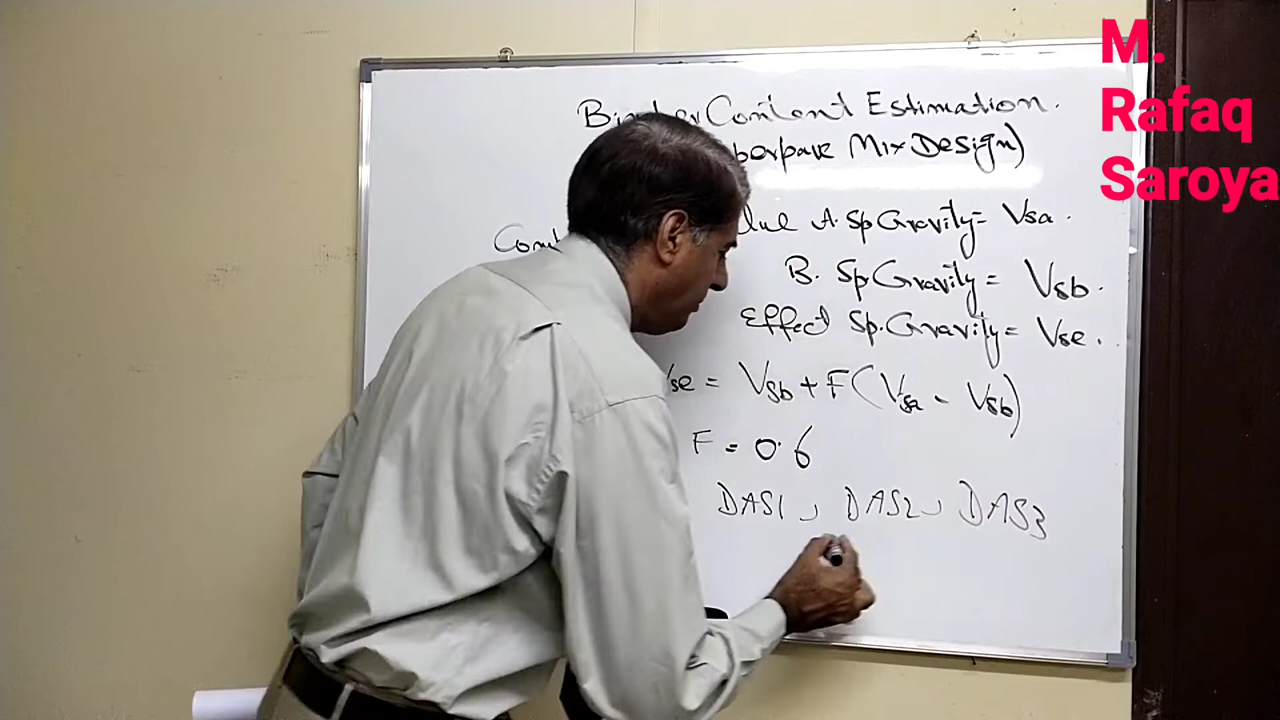 M.
Rafaq
Saroya
Content Estimation.
Mix Design)
A. Sp Gravity = Vsa.
B. Sp. Gravity = Vsb.
Effect Sp. Gravity = Vse.
se = Vsb + F (Vsa - Vsb)
F = 0.6
DAS1, DAS2, DAS3